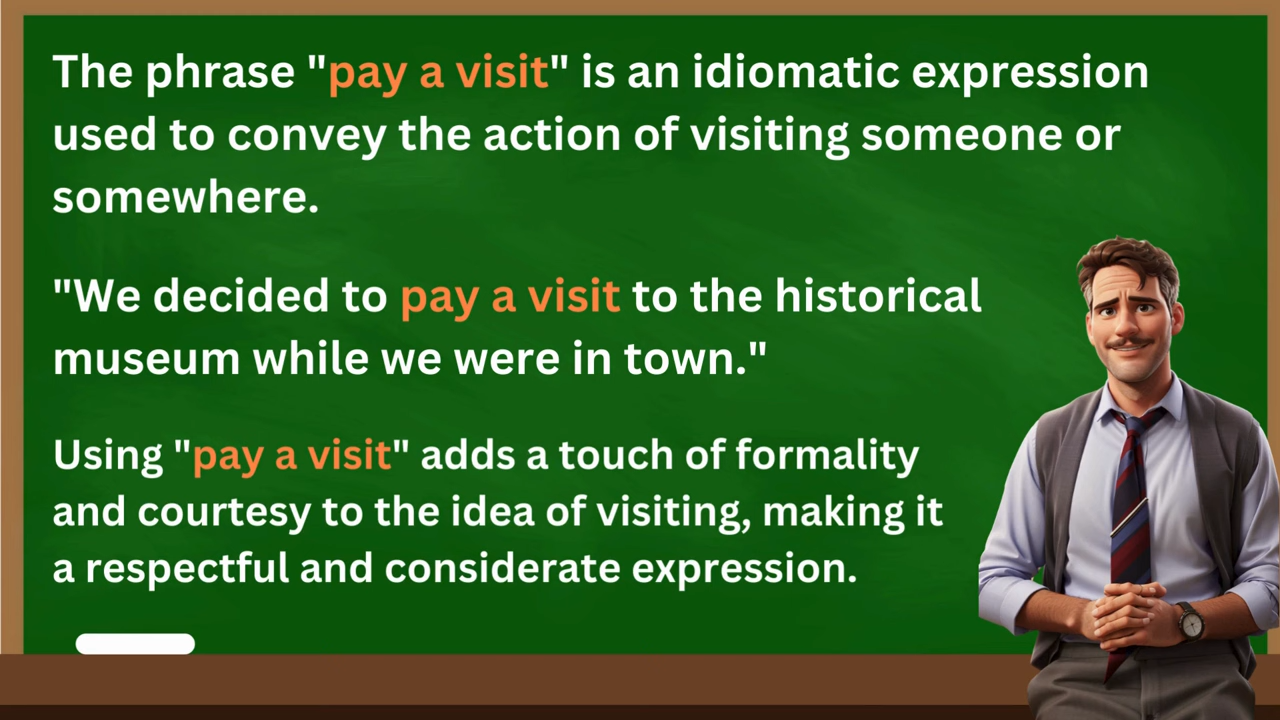 The phrase "pay a visit" is an idiomatic expression
used to convey the action of visiting someone or
somewhere.
"We decided to pay a visit to the historical
museum while we were in town."
Using "pay a visit" adds a touch of formality
and courtesy to the idea of visiting, making it
a respectful and considerate expression.